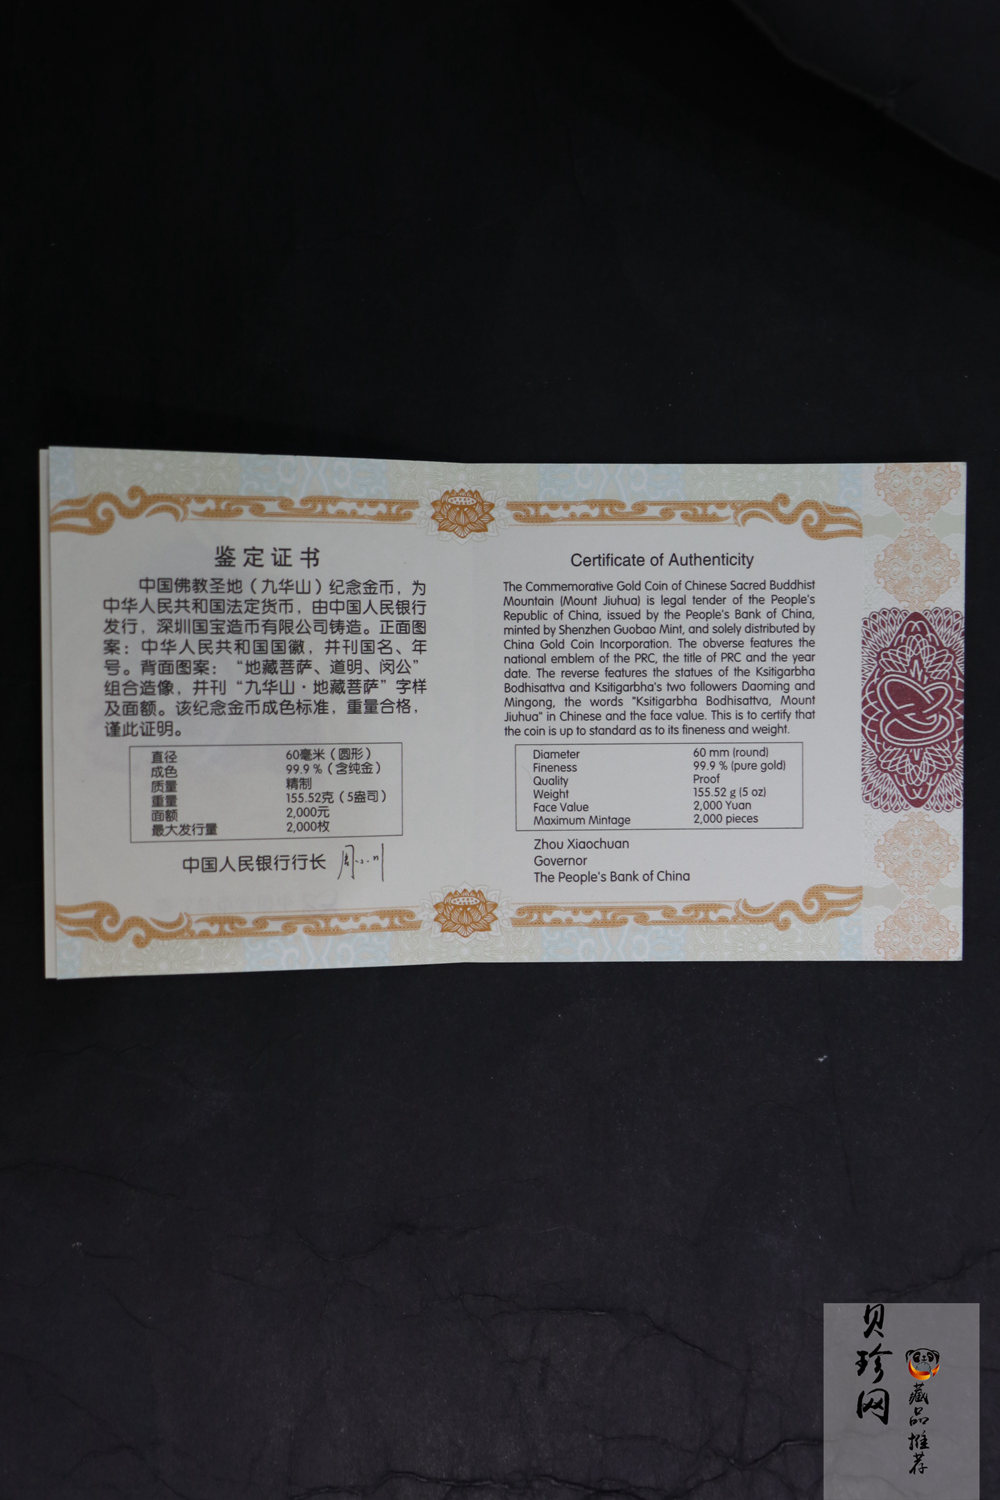 鉴定证书
中国佛教圣地（九华山）纪念金币，为
中华人民共和国法定货币，由中国人民银行
发行，深圳国宝造币有限公司铸造。正面图
案：中华人民共和国国徽，并刊国名、年
号。背面图案：“地藏菩萨、道明、闵公”
组合造像，并刊“九华山·地藏菩萨”字样
及面额。该纪念金币成色标准，重量合格，
谨此证明。
直径 60毫米（圆形）
成色 99.9％（含纯金）
质量 精制
重量 155.52克（5盎司）
面额 2,000元
最大发行量 2,000枚
中国人民银行行长 周小川
Certificate of Authenticity
The Commemorative Gold Coin of Chinese Sacred Buddhist
Mountain (Mount Jiuhua) is legal tender of the People's
Republic of China, issued by the People's Bank of China,
minted by Shenzhen Guobao Mint, and solely distributed by
China Gold Coin Incorporation. The obverse features the
national emblem of the PRC, the title of PRC and the year
date. The reverse features the statues of the Ksitigarbha
Bodhisattva and Ksitigarbha's two followers Daoming and
Mingong, the words "Ksitigarbha Bodhisattva, Mount
Jiuhua" in Chinese and the face value. This is to certify that
the coin is up to standard as to its fineness and weight.
Diameter 60 mm (round)
Fineness 99.9 % (pure gold)
Quality Proof
Weight 155.52 g (5 oz)
Face Value 2,000 Yuan
Maximum Mintage 2,000 pieces
Zhou Xiaochuan
Governor
The People's Bank of China
贝珍网
藏品推荐